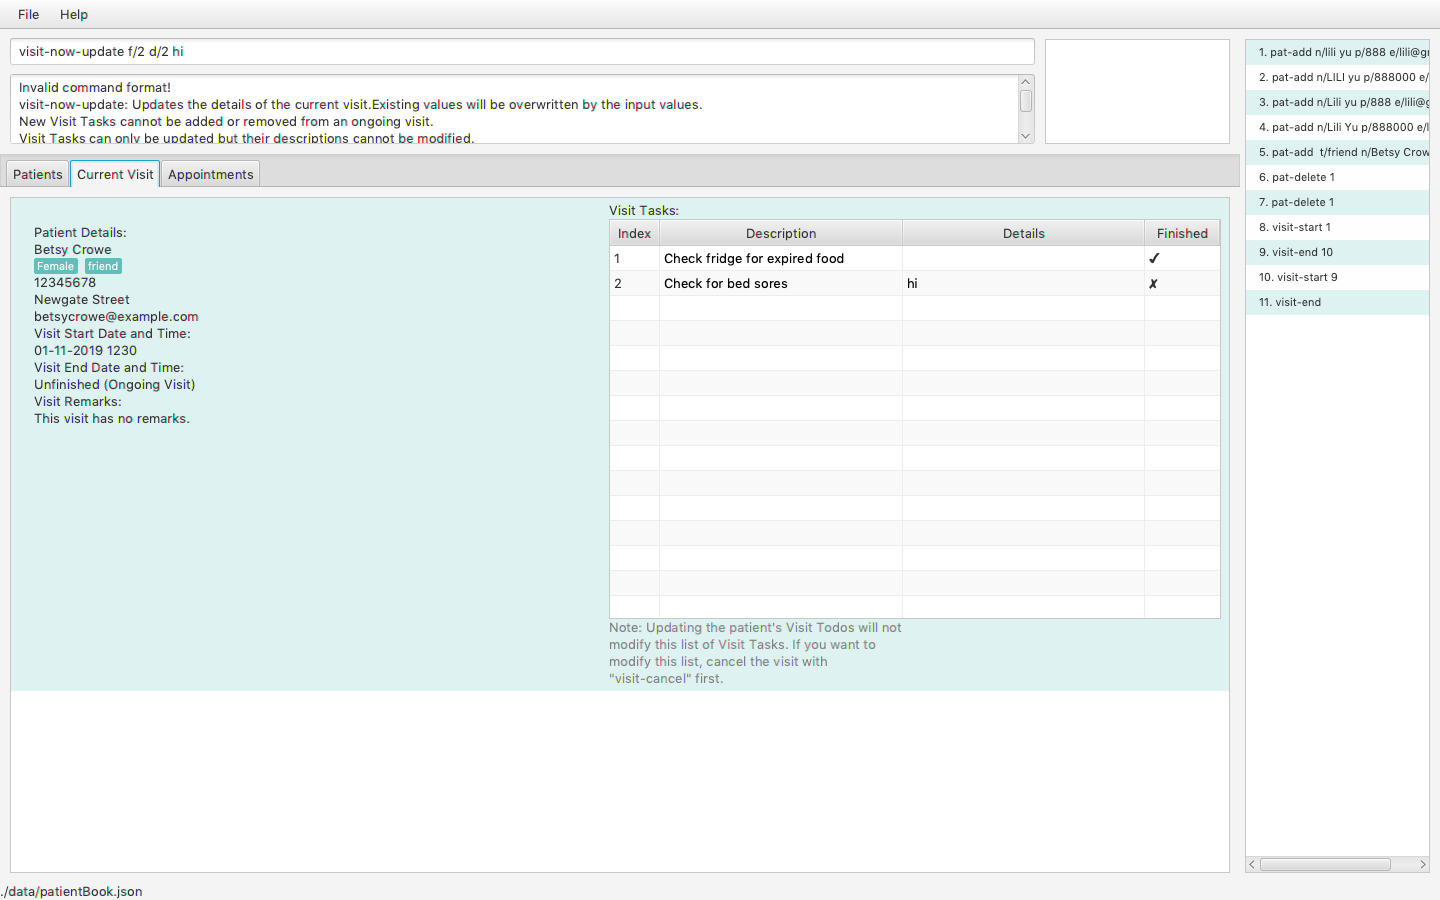 File Help
visit-now-update f/2 d/2 hi
Invalid command format!
visit-now-update: Updates the details of the current visit.Existing values will be overwritten by the input values.
New Visit Tasks cannot be added or removed from an ongoing visit.
Visit Tasks can only be updated but their descriptions cannot be modified.
1. pat-add n/lili yu p/888 e/lili@g
2. pat-add n/LILI yu p/888000 e/
3. pat-add n/Lili yu p/888 e/lili@g
4. pat-add n/Lili Yu p/888000 e/l
5. pat-add  t/friend n/Betsy Crow
6. pat-delete 1
7. pat-delete 1
8. visit-start 1
9. visit-end 10
10. visit-start 9
11. visit-end
Patients Current Visit Appointments
Patient Details:
Betsy Crowe
Female friend
12345678
Newgate Street
betsycrowe@example.com
Visit Start Date and Time:
01-11-2019 1230
Visit End Date and Time:
Unfinished (Ongoing Visit)
Visit Remarks:
This visit has no remarks.
Visit Tasks:
Index Description Details Finished
1 Check fridge for expired food ✔
2 Check for bed sores hi ✘
Note: Updating the patient's Visit Todos will not
modify this list of Visit Tasks. If you want to
modify this list, cancel the visit with
"visit-cancel" first.
./data/patientBook.json